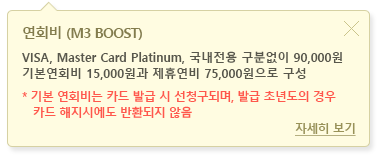 연회비 (M3 BOOST)
VISA, Master Card Platinum, 국내전용 구분없이 90,000원
기본연회비 15,000원과 제휴연비 75,000원으로 구성
* 기본 연회비는 카드 발급 시 선청구되며, 발급 초년도의 경우
카드 해지시에도 반환되지 않음
자세히 보기